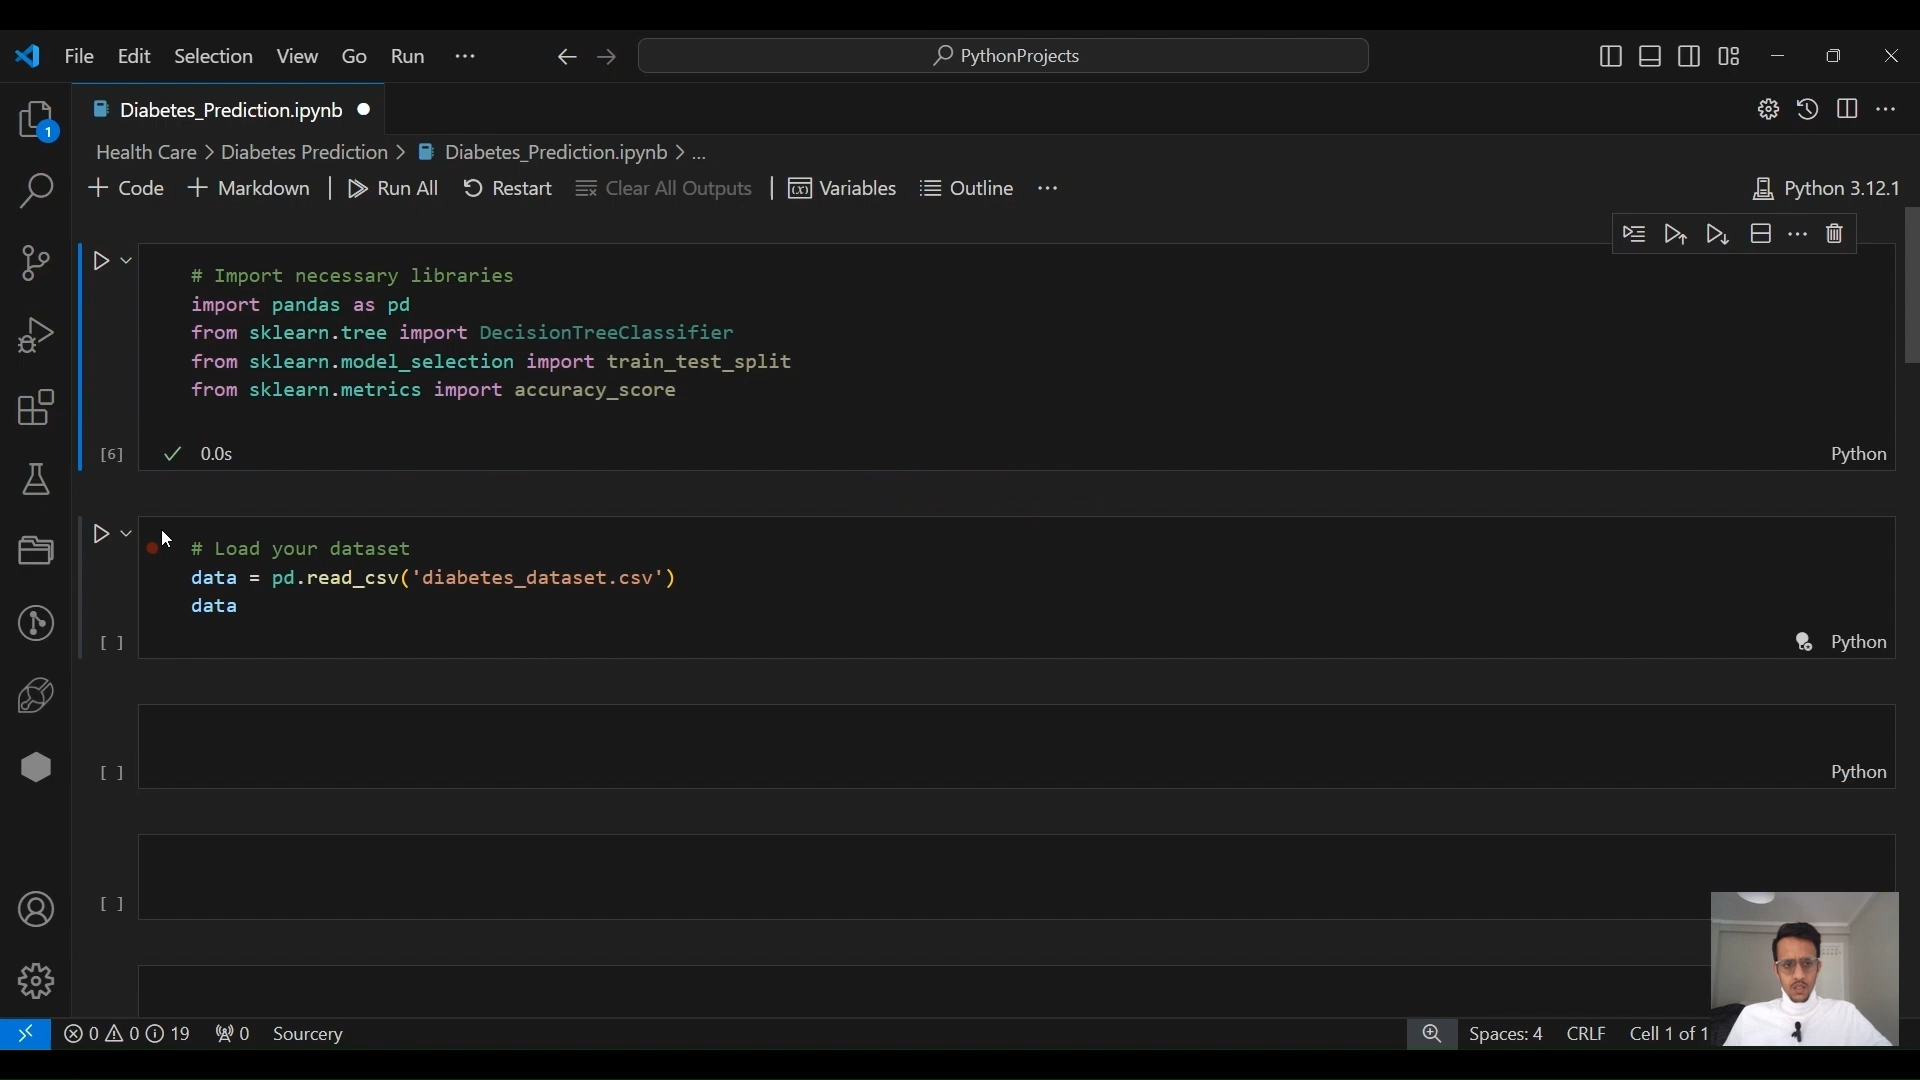 File Edit Selection View Go Run ··· PythonProjects
1
Diabetes_Prediction.ipynb
Health Care > Diabetes Prediction > Diabetes_Prediction.ipynb > ...
+ Code + Markdown | Run All Restart Clear All Outputs | Variables Outline ··· Python 3.12.1
# Import necessary libraries
import pandas as pd
from sklearn.tree import DecisionTreeClassifier
from sklearn.model_selection import train_test_split
from sklearn.metrics import accuracy_score
[6] ✓ 0.0s Python
# Load your dataset
data = pd.read_csv('diabetes_dataset.csv')
data
[ ] Python
[ ] Python
[ ]
0 0 19 0 Sourcery Spaces: 4 CRLF Cell 1 of 1